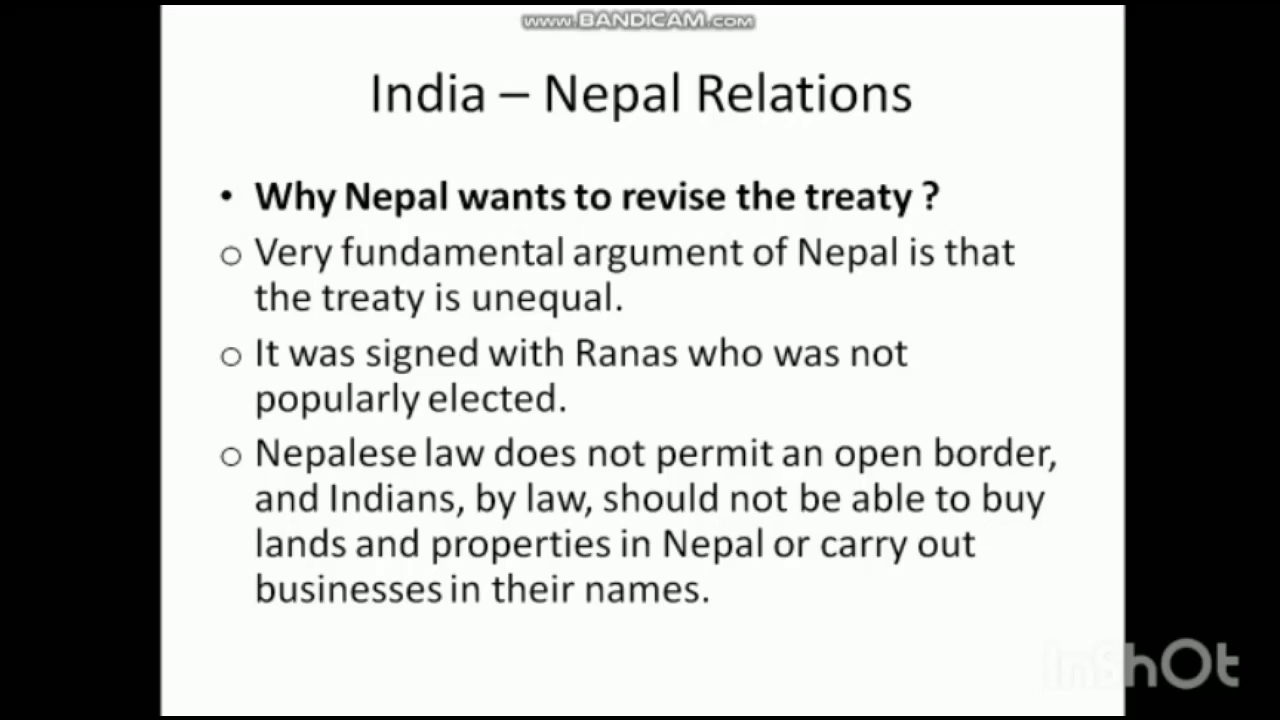 www.BANDICAM.com
India – Nepal Relations
• Why Nepal wants to revise the treaty ?
o Very fundamental argument of Nepal is that
the treaty is unequal.
o It was signed with Ranas who was not
popularly elected.
o Nepalese law does not permit an open border,
and Indians, by law, should not be able to buy
lands and properties in Nepal or carry out
businesses in their names.
InShOt